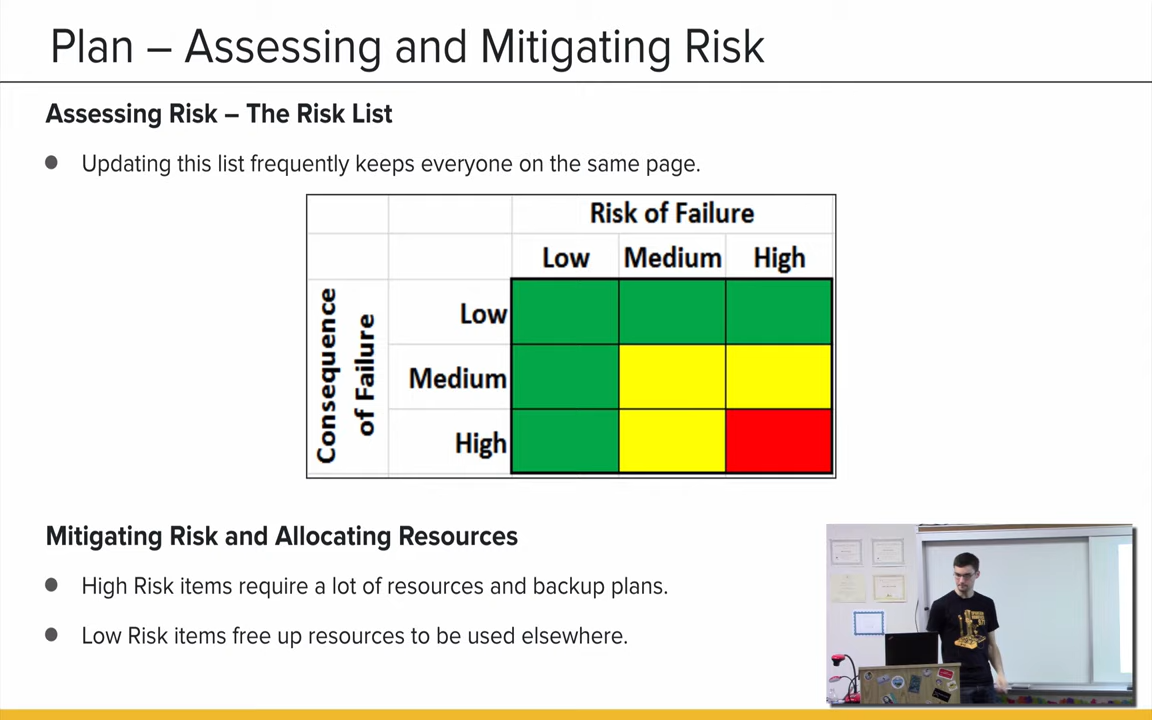 Plan – Assessing and Mitigating Risk
Assessing Risk – The Risk List
Updating this list frequently keeps everyone on the same page.
Risk of Failure
Low Medium High
Consequence
of Failure
Low
Medium
High
Mitigating Risk and Allocating Resources
High Risk items require a lot of resources and backup plans.
Low Risk items free up resources to be used elsewhere.